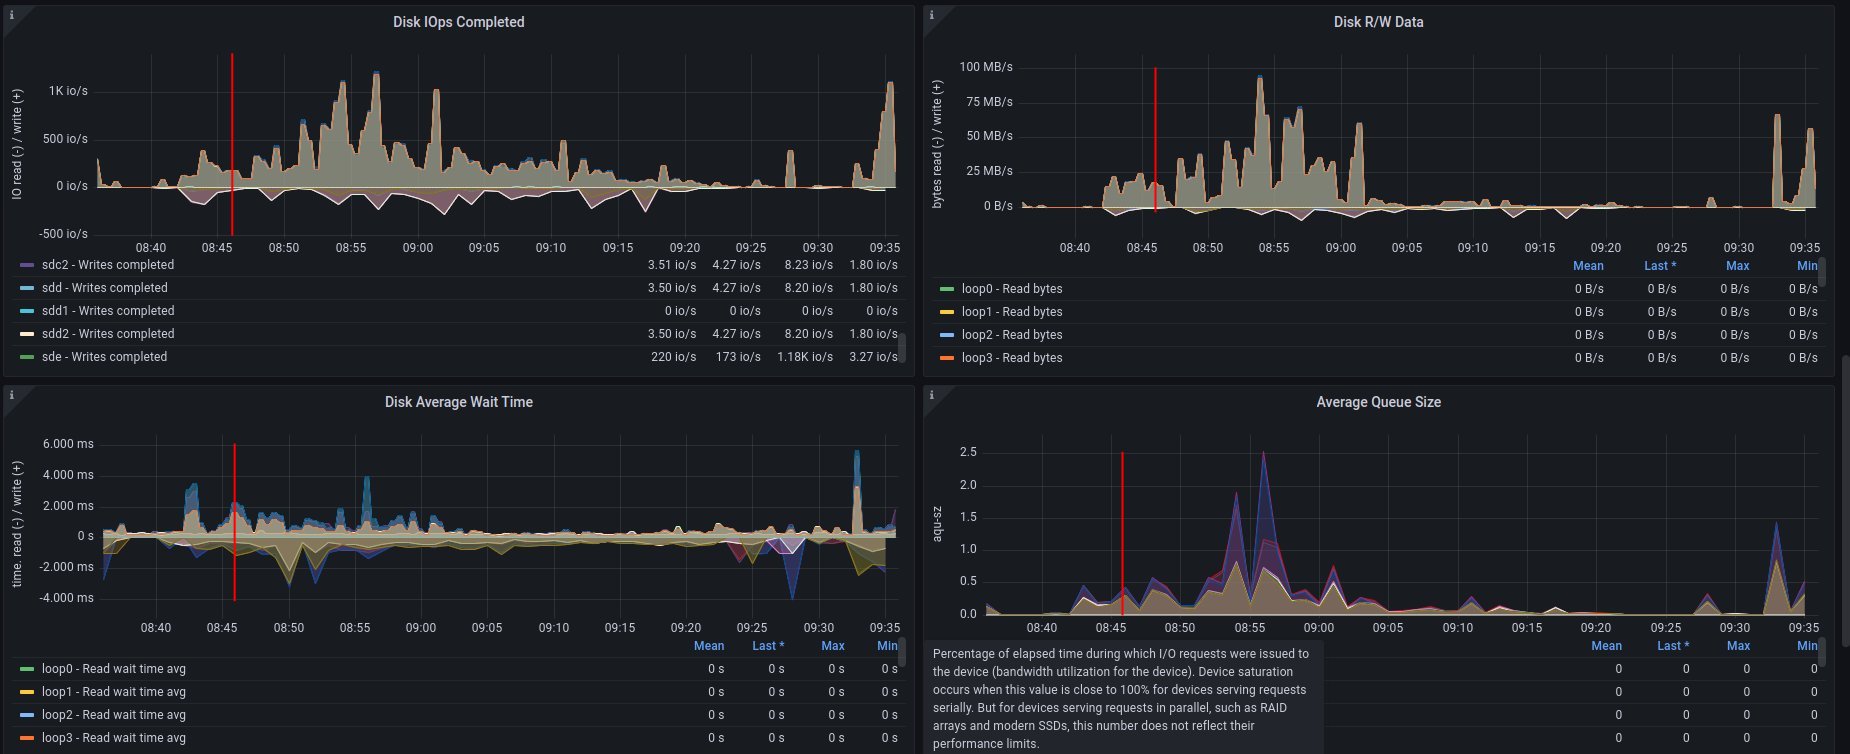 Disk IOps Completed
IO read (-) / write (+)
1K io/s
500 io/s
0 io/s
-500 io/s
08:40 08:45 08:50 08:55 09:00 09:05 09:10 09:15 09:20 09:25 09:30 09:35
sdc2 - Writes completed 3.51 io/s 4.27 io/s 8.23 io/s 1.80 io/s
sdd - Writes completed 3.50 io/s 4.27 io/s 8.20 io/s 1.80 io/s
sdd1 - Writes completed 0 io/s 0 io/s 0 io/s 0 io/s
sdd2 - Writes completed 3.50 io/s 4.27 io/s 8.20 io/s 1.80 io/s
sde - Writes completed 220 io/s 173 io/s 1.18K io/s 3.27 io/s
Disk R/W Data
bytes read (-) / write (+)
100 MB/s
75 MB/s
50 MB/s
25 MB/s
0 B/s
08:40 08:45 08:50 08:55 09:00 09:05 09:10 09:15 09:20 09:25 09:30 09:35
Mean Last * Max Min
loop0 - Read bytes 0 B/s 0 B/s 0 B/s 0 B/s
loop1 - Read bytes 0 B/s 0 B/s 0 B/s 0 B/s
loop2 - Read bytes 0 B/s 0 B/s 0 B/s 0 B/s
loop3 - Read bytes 0 B/s 0 B/s 0 B/s 0 B/s
Disk Average Wait Time
time. read (-) / write (+)
6.000 ms
4.000 ms
2.000 ms
0 s
-2.000 ms
-4.000 ms
08:40 08:45 08:50 08:55 09:00 09:05 09:10 09:15 09:20 09:25 09:30 09:35
Mean Last * Max Min
loop0 - Read wait time avg 0 s 0 s 0 s 0 s
loop1 - Read wait time avg 0 s 0 s 0 s 0 s
loop2 - Read wait time avg 0 s 0 s 0 s 0 s
loop3 - Read wait time avg 0 s 0 s 0 s 0 s
Average Queue Size
aqu-sz
2.5
2.0
1.5
1.0
0.5
0.0
08:40 08:45 08:50 08:55 09:00 09:05 09:10 09:15 09:20 09:25 09:30 09:35
Mean Last * Max Min
0 0 0 0
0 0 0 0
0 0 0 0
0 0 0 0
Percentage of elapsed time during which I/O requests were issued to
the device (bandwidth utilization for the device). Device saturation
occurs when this value is close to 100% for devices serving requests
serially. But for devices serving requests in parallel, such as RAID
arrays and modern SSDs, this number does not reflect their
performance limits.